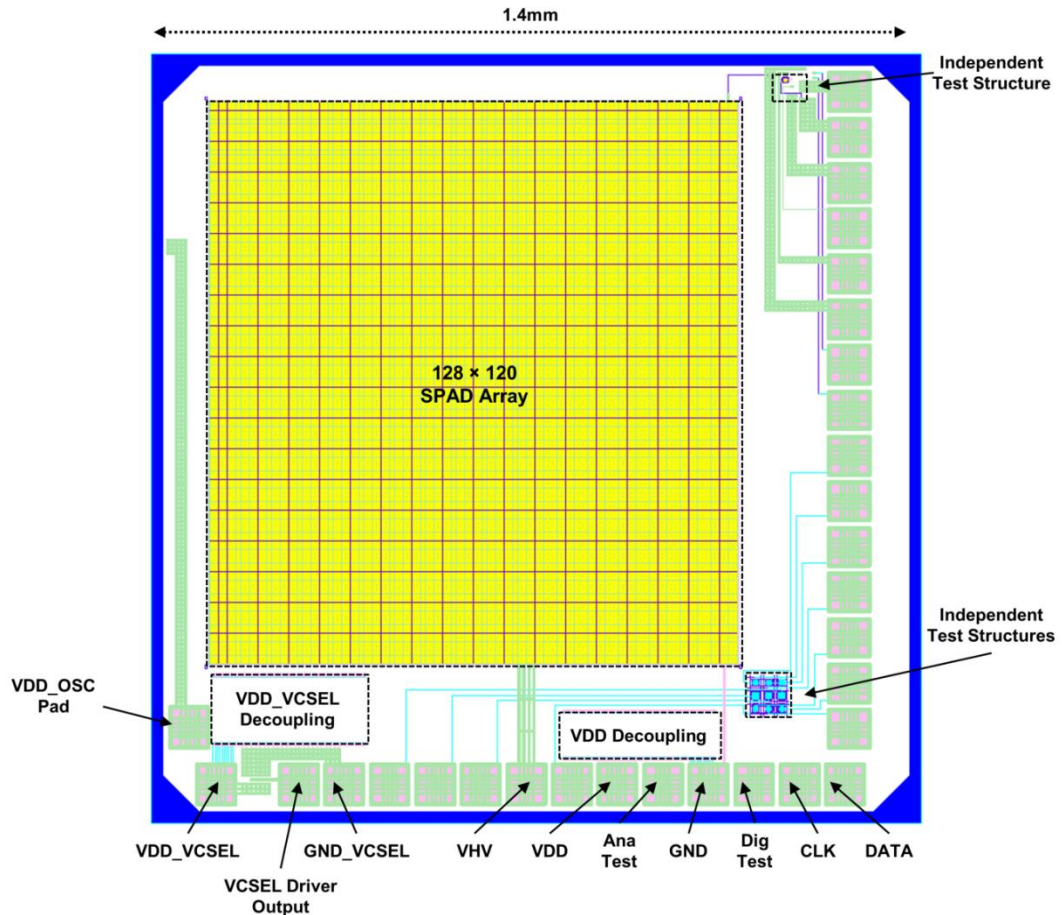 1.4mm
Independent
Test Structure
128 × 120
SPAD Array
Independent
Test Structures
VDD_OSC
Pad
VDD_VCSEL
Decoupling
VDD Decoupling
VDD_VCSEL
VCSEL Driver
Output
GND_VCSEL
VHV
VDD
Ana
Test
GND
Dig
Test
CLK
DATA